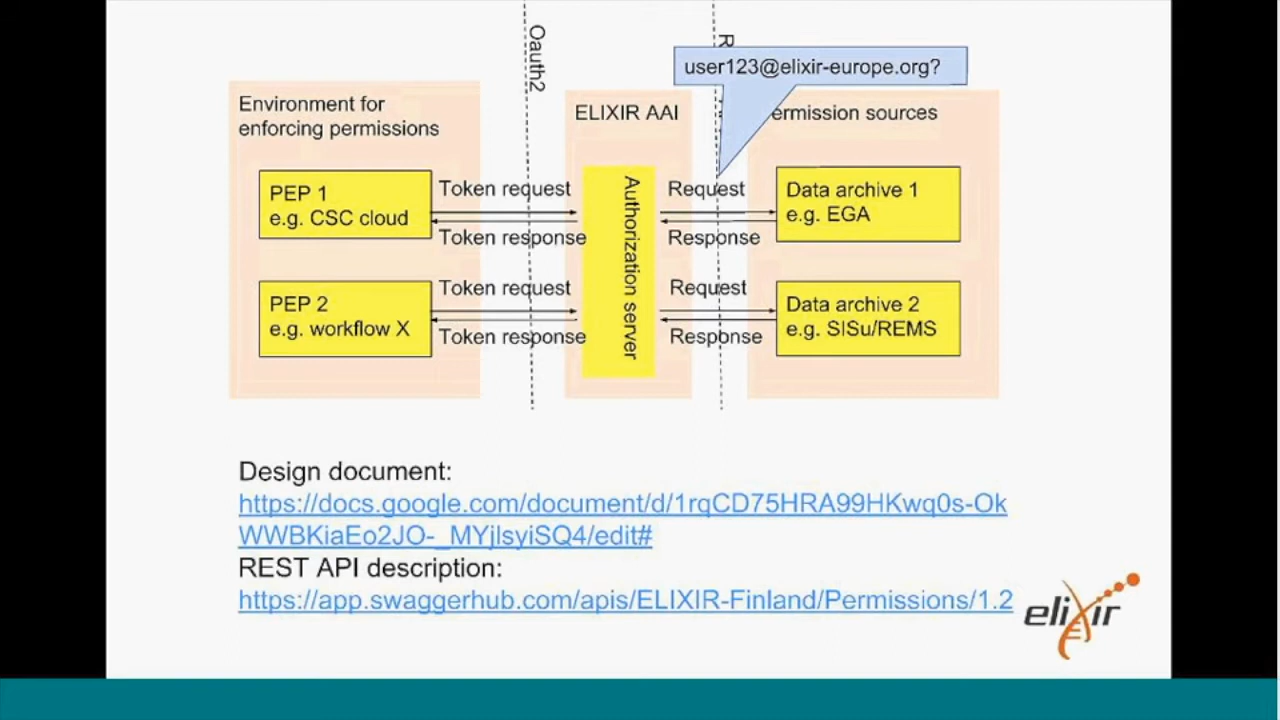 Oauth2
user123@elixir-europe.org?
Environment for
enforcing permissions
ELIXIR AAI
ermission sources
PEP 1
e.g. CSC cloud
Token request
Token response
Authorization server
Request
Response
Data archive 1
e.g. EGA
PEP 2
e.g. workflow X
Token request
Token response
Request
Response
Data archive 2
e.g. SISu/REMS
Design document:
https://docs.google.com/document/d/1rqCD75HRA99HKwq0s-Ok
WWBKiaEo2JO-_MYjlsyiSQ4/edit#
REST API description:
https://app.swaggerhub.com/apis/ELIXIR-Finland/Permissions/1.2
elixir